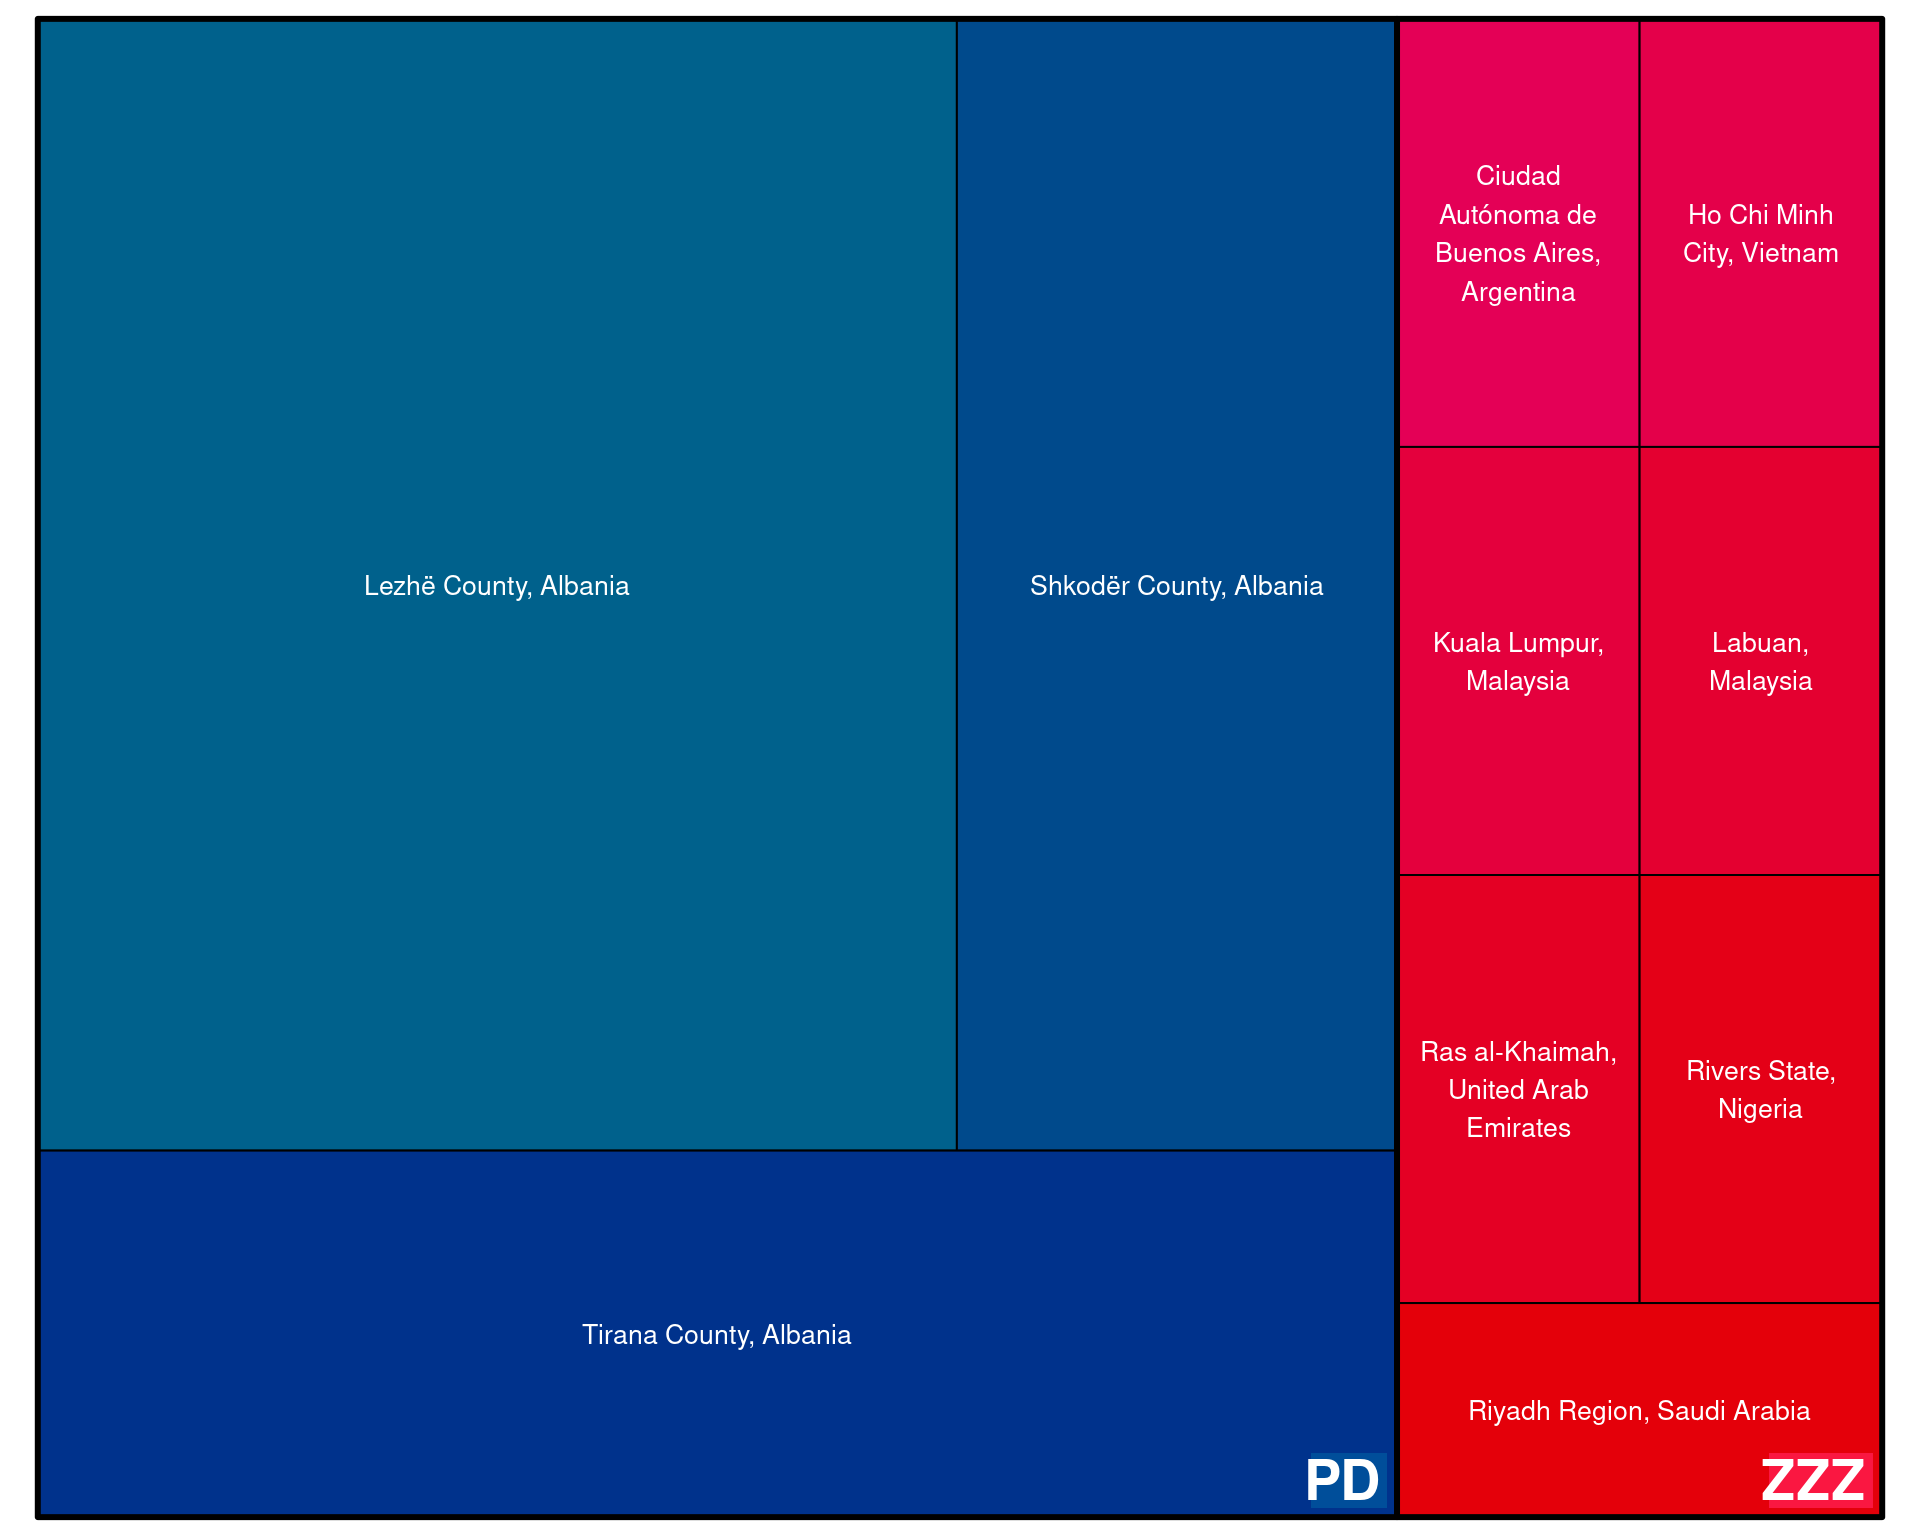 Lezhë County, Albania
Shkodër County, Albania
Tirana County, Albania
PD
Ciudad
Autónoma de
Buenos Aires,
Argentina
Ho Chi Minh
City, Vietnam
Kuala Lumpur,
Malaysia
Labuan,
Malaysia
Ras al-Khaimah,
United Arab
Emirates
Rivers State,
Nigeria
Riyadh Region, Saudi Arabia
ZZZ